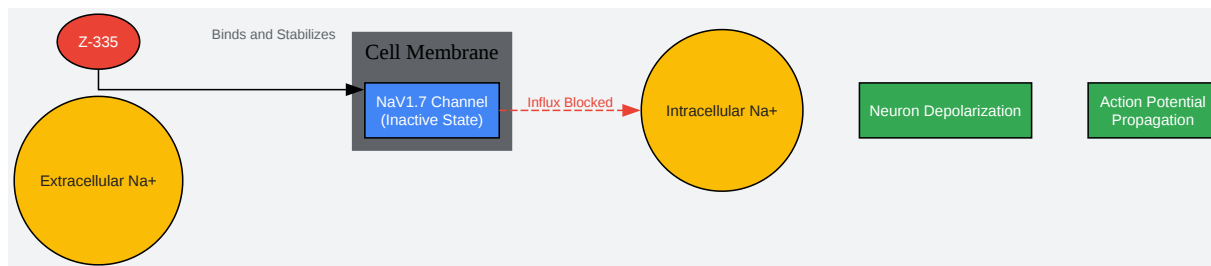 Z-335
Binds and Stabilizes
Cell Membrane
NaV1.7 Channel
(Inactive State)
Influx Blocked
Extracellular Na+
Intracellular Na+
Neuron Depolarization
Action Potential
Propagation